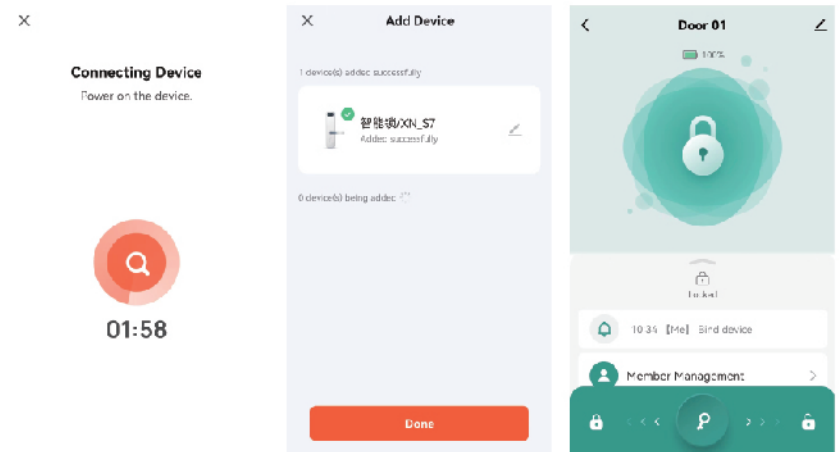 Connecting Device
Power on the device.
01:58
Add Device
1 device(s) added successfully
智能锁/XN_S7
Added successfully
0 device(s) being added
Done
Door 01
100%
Locked
10:34 【Me】 Bind device
Member Management